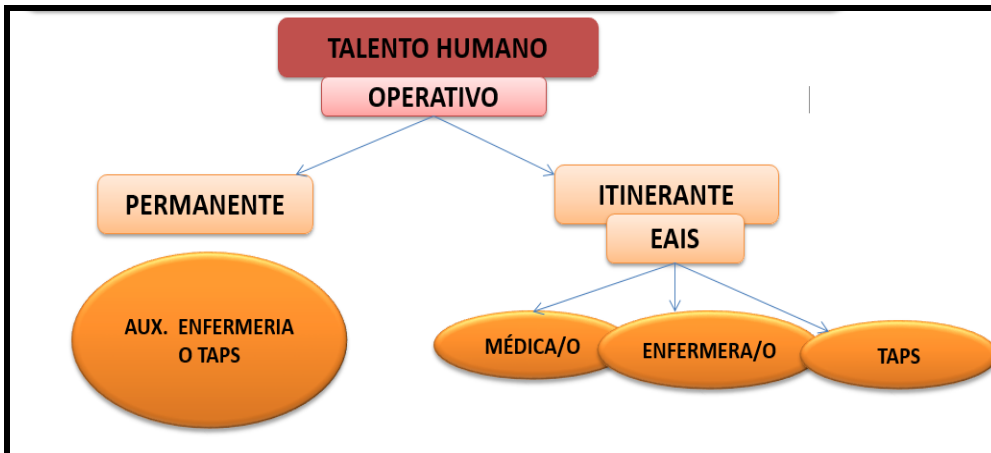 TALENTO HUMANO
OPERATIVO
PERMANENTE
ITINERANTE
EAIS
AUX. ENFERMERIA
O TAPS
MÉDICA/O
ENFERMERA/O
TAPS